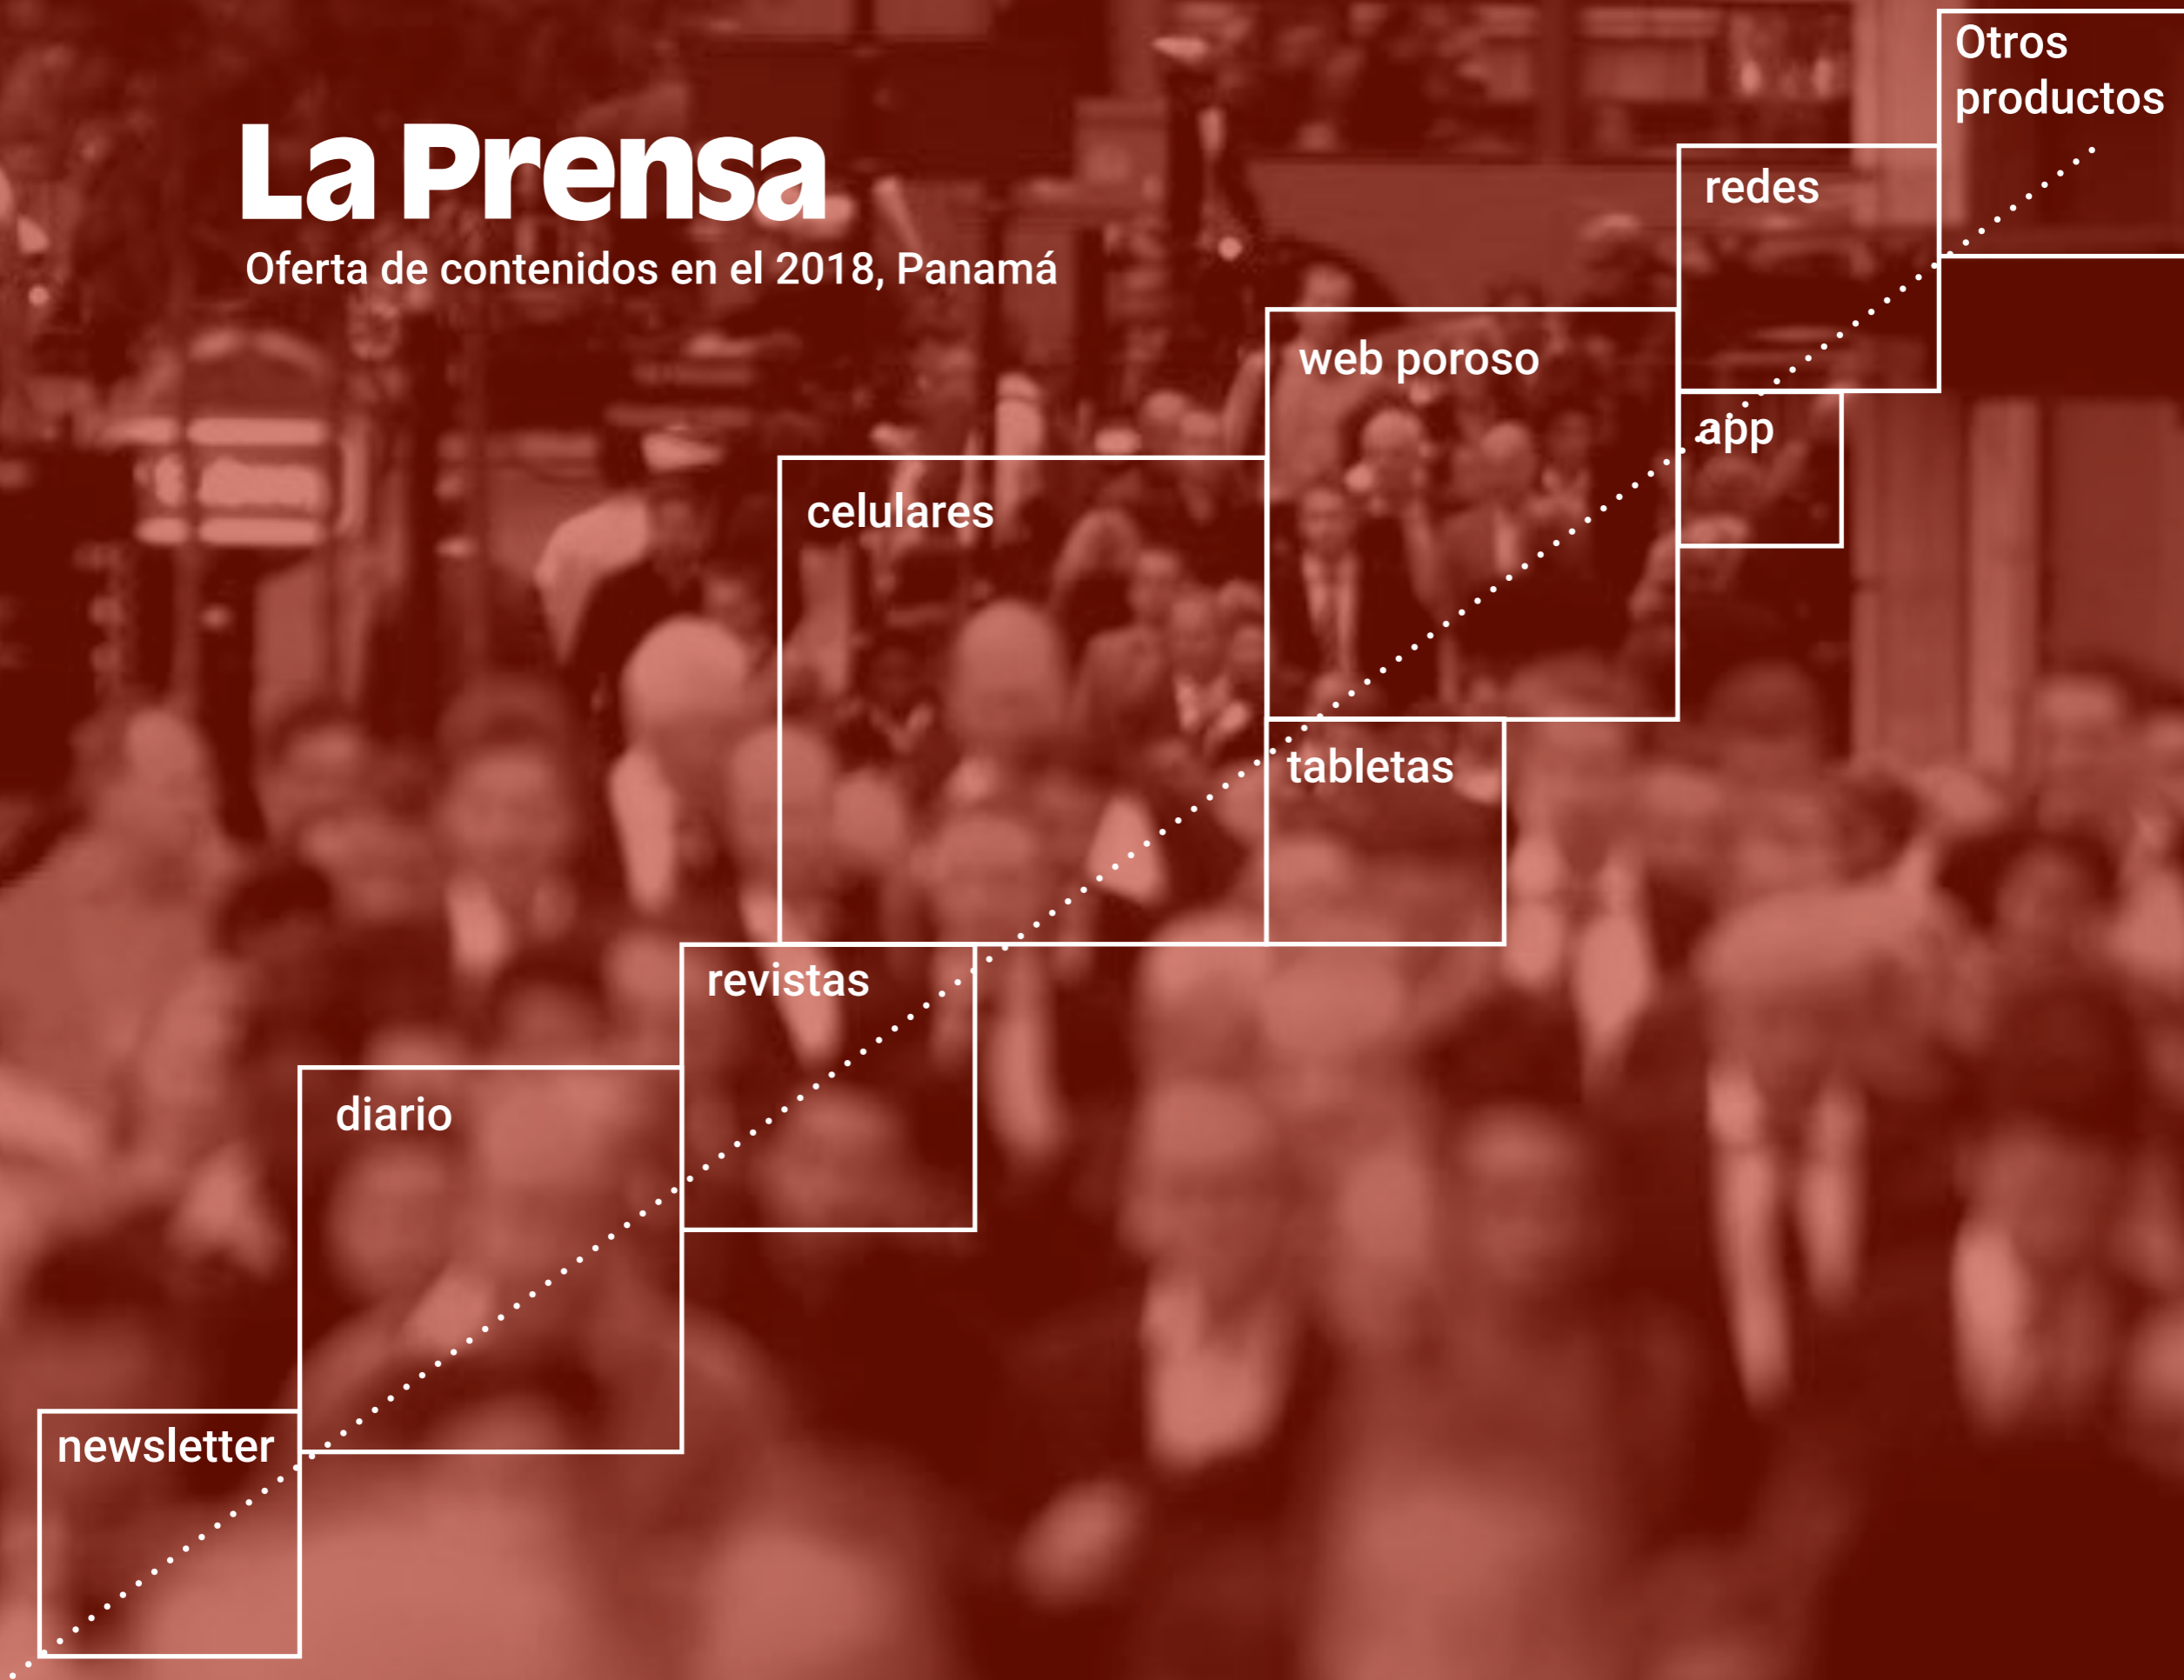 La Prensa
Oferta de contenidos en el 2018, Panamá
Otros
productos
redes
web poroso
app
celulares
tabletas
revistas
diario
newsletter